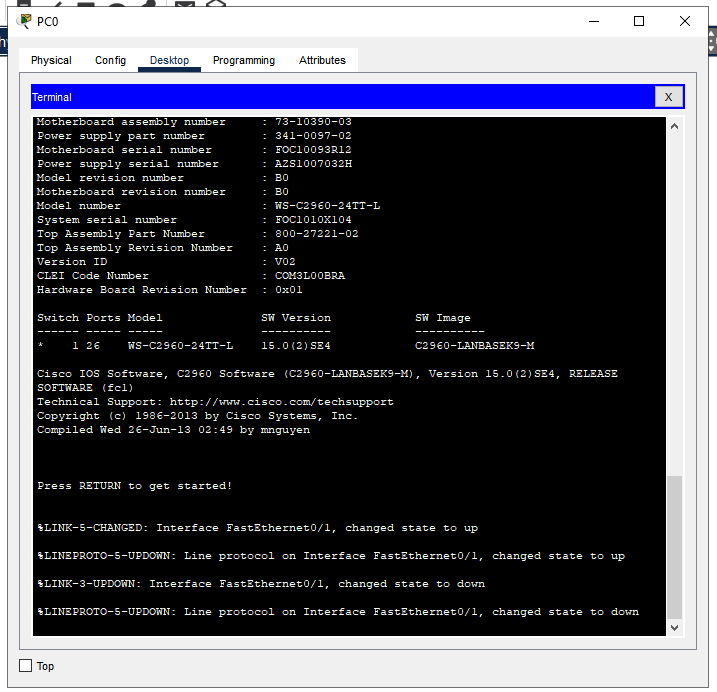 PC0
Physical Config Desktop Programming Attributes
Terminal
X
Motherboard assembly number     : 73-10390-03
Power supply part number        : 341-0097-02
Motherboard serial number       : FOC10093R12
Power supply serial number      : AZS1007032H
Model revision number           : B0
Motherboard revision number     : B0
Model number                    : WS-C2960-24TT-L
System serial number            : FOC1010X104
Top Assembly Part Number        : 800-27221-02
Top Assembly Revision Number    : A0
Version ID                      : V02
CLEI Code Number                : COM3L00BRA
Hardware Board Revision Number  : 0x01
Switch Ports Model              SW Version            SW Image
------ ----- -----              ----------            ----------
*    1 26    WS-C2960-24TT-L    15.0(2)SE4            C2960-LANBASEK9-M
Cisco IOS Software, C2960 Software (C2960-LANBASEK9-M), Version 15.0(2)SE4, RELEASE
SOFTWARE (fc1)
Technical Support: http://www.cisco.com/techsupport
Copyright (c) 1986-2013 by Cisco Systems, Inc.
Compiled Wed 26-Jun-13 02:49 by mnguyen
Press RETURN to get started!
%LINK-5-CHANGED: Interface FastEthernet0/1, changed state to up
%LINEPROTO-5-UPDOWN: Line protocol on Interface FastEthernet0/1, changed state to up
%LINK-3-UPDOWN: Interface FastEthernet0/1, changed state to down
%LINEPROTO-5-UPDOWN: Line protocol on Interface FastEthernet0/1, changed state to down
Top